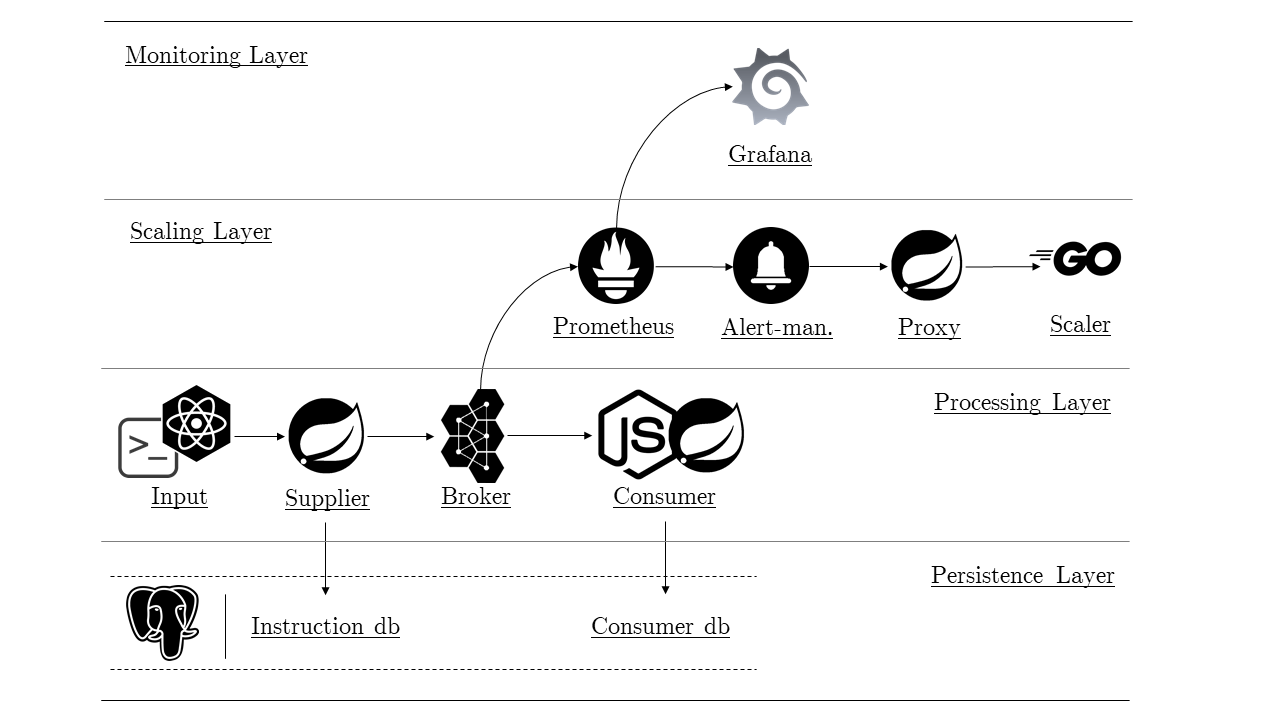 Monitoring Layer
Grafana
Scaling Layer
GO
Prometheus
Alert-man.
Proxy
Scaler
Processing Layer
>_
JS
Input
Supplier
Broker
Consumer
Persistence Layer
Instruction db
Consumer db